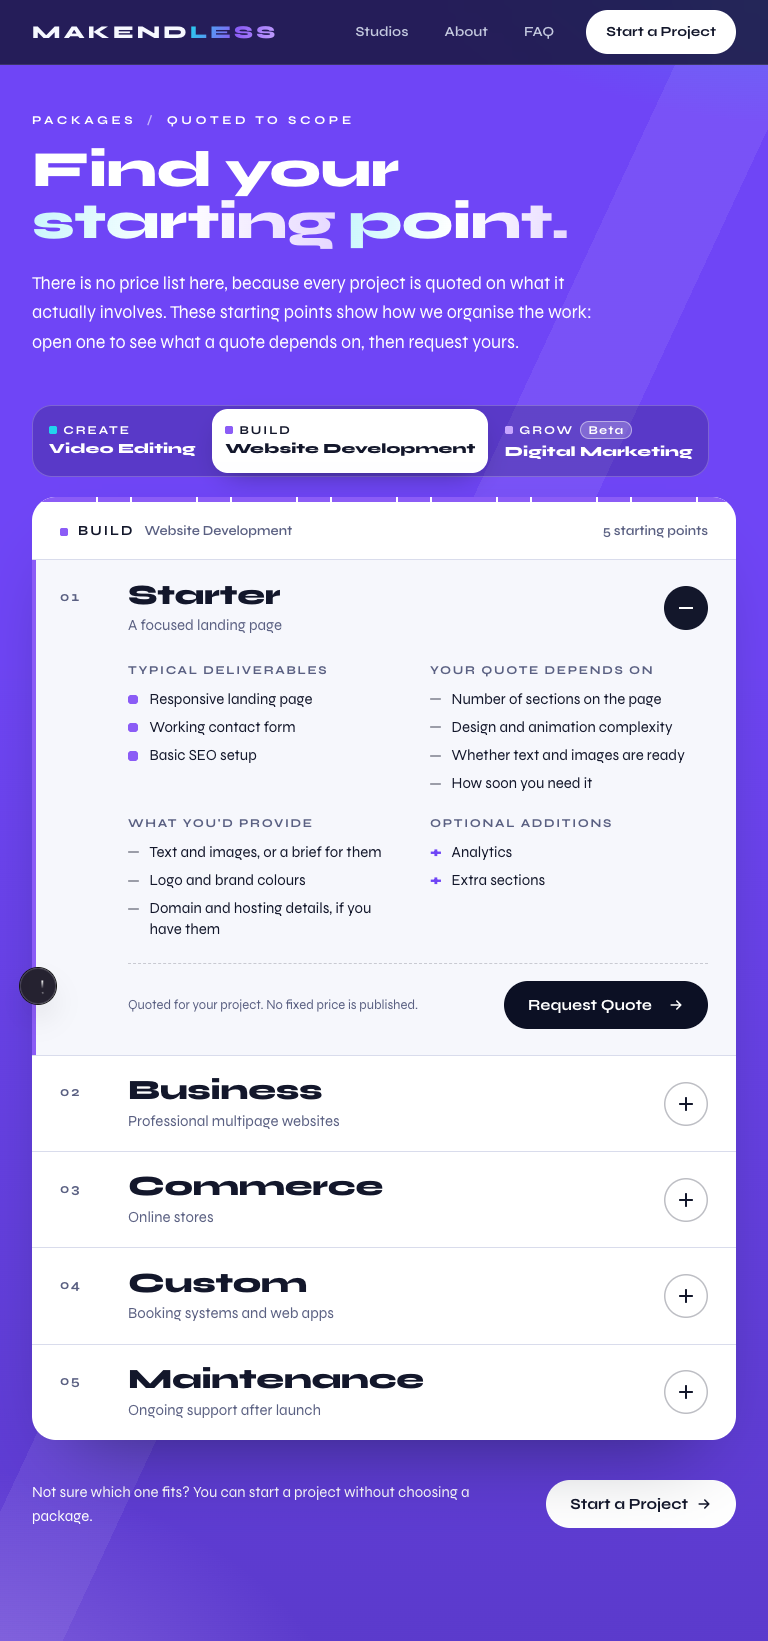 MAKENDLESS
Studios
About
FAQ
Start a Project
PACKAGES / QUOTED TO SCOPE
Find your
starting point.
There is no price list here, because every project is quoted on what it
actually involves. These starting points show how we organise the work:
open one to see what a quote depends on, then request yours.
CREATE
Video Editing
BUILD
Website Development
GROW Beta
Digital Marketing
BUILD Website Development
5 starting points
01
Starter
A focused landing page
TYPICAL DELIVERABLES
Responsive landing page
Working contact form
Basic SEO setup
YOUR QUOTE DEPENDS ON
— Number of sections on the page
— Design and animation complexity
— Whether text and images are ready
— How soon you need it
WHAT YOU'D PROVIDE
— Text and images, or a brief for them
— Logo and brand colours
— Domain and hosting details, if you
have them
OPTIONAL ADDITIONS
+ Analytics
+ Extra sections
!
Quoted for your project. No fixed price is published.
Request Quote →
02
Business
Professional multipage websites
03
Commerce
Online stores
04
Custom
Booking systems and web apps
05
Maintenance
Ongoing support after launch
Not sure which one fits? You can start a project without choosing a
package.
Start a Project →